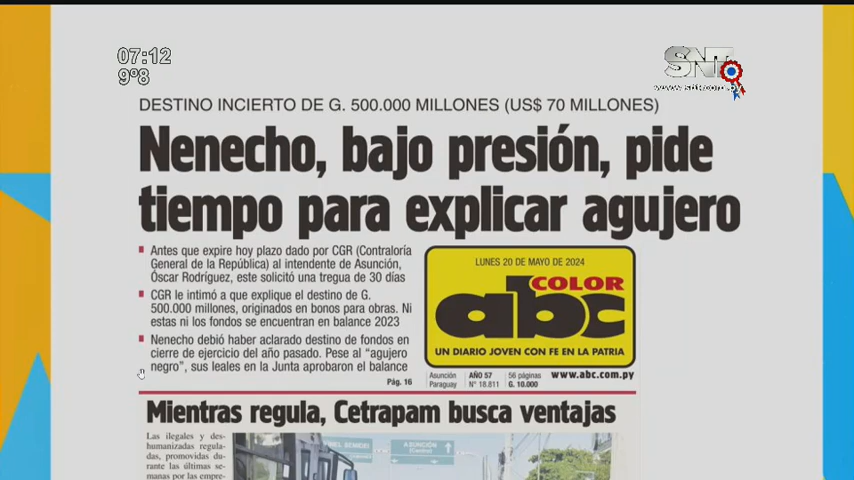 07:12
9º8
SNT
www.snt.com.py
DESTINO INCIERTO DE G. 500.000 MILLONES (US$ 70 MILLONES)
Nenecho, bajo presión, pide
tiempo para explicar agujero
Antes que expire hoy plazo dado por CGR (Contraloría
General de la República) al intendente de Asunción,
Óscar Rodríguez, este solicitó una tregua de 30 días
CGR le intimó a que explique el destino de G.
500.000 millones, originados en bonos para obras. Ni
estas ni los fondos se encuentran en balance 2023
Nenecho debió haber aclarado destino de fondos en
cierre de ejercicio del año pasado. Pese al “agujero
negro”, sus leales en la Junta aprobaron el balance
Pág. 16
LUNES 20 DE MAYO DE 2024
COLOR
abc
UN DIARIO JOVEN CON FE EN LA PATRIA
Asunción AÑO 57 56 páginas www.abc.com.py
Paraguay N° 18.811 G. 10.000
Mientras regula, Cetrapam busca ventajas
Las ilegales y des-
humanizadas regula-
das, promovidas du-
rante las últimas se-
manas por las empre-
ASUNCIÓN